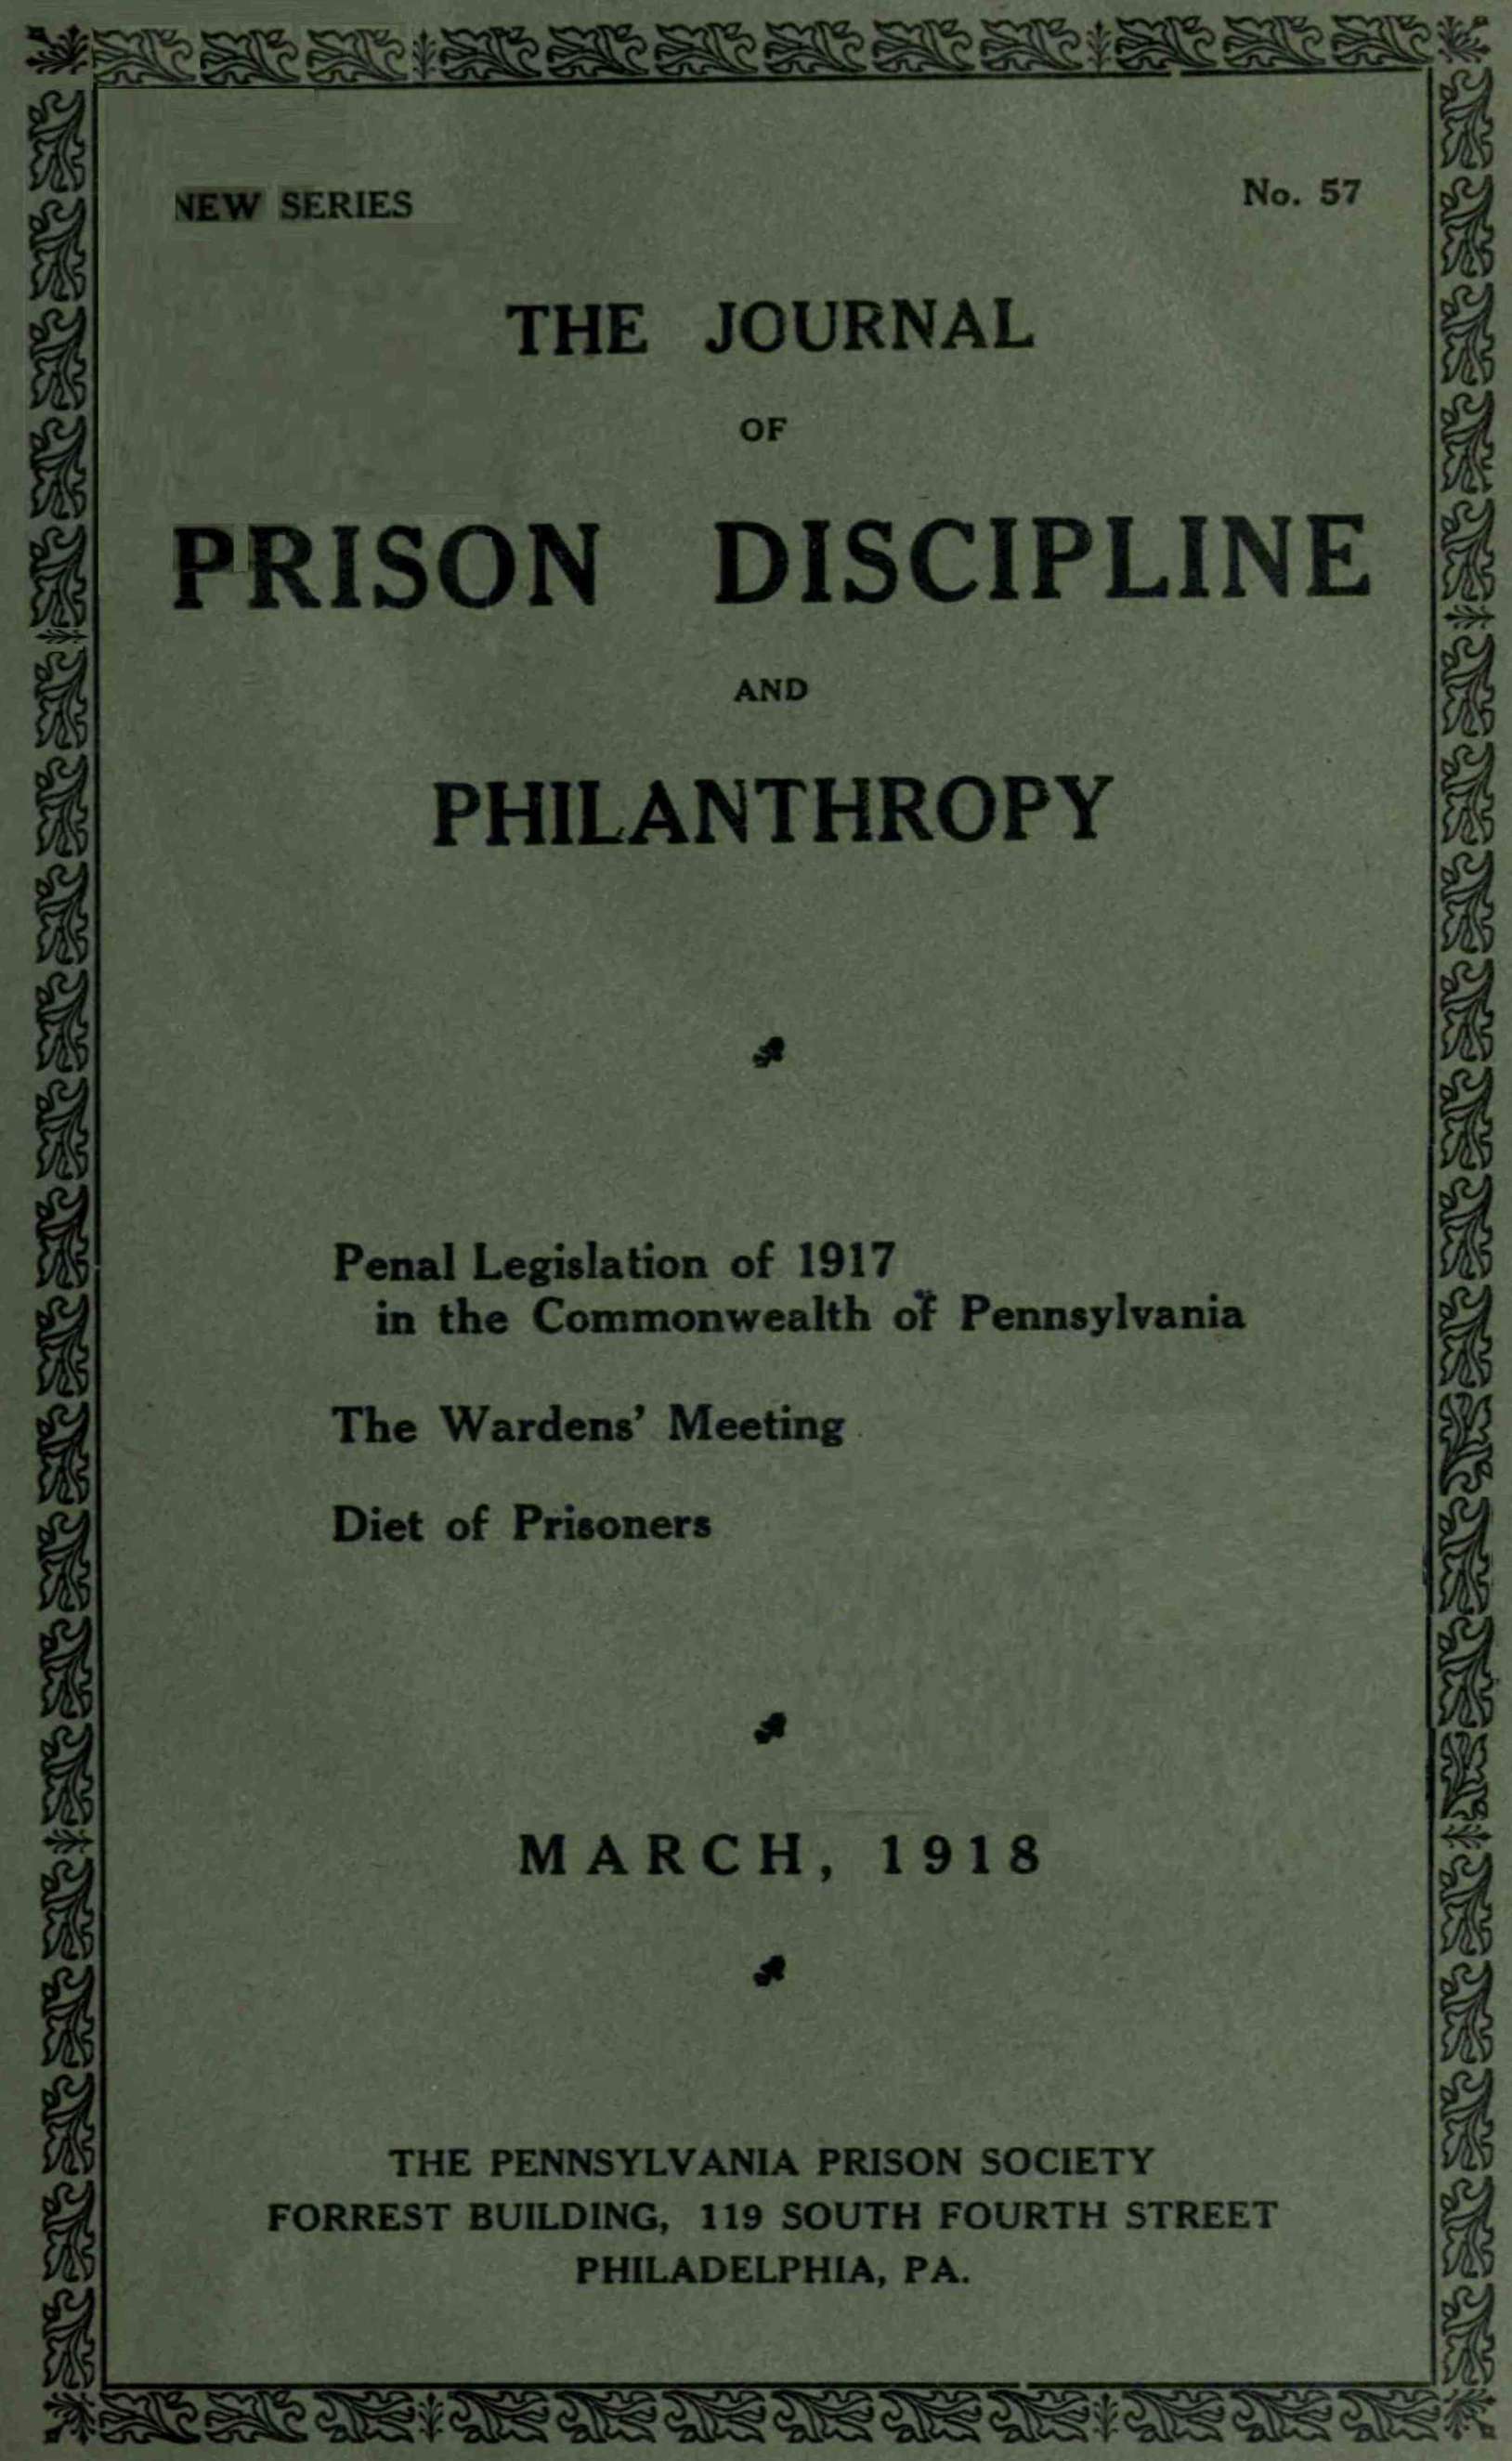 NEW SERIES
No. 57
THE JOURNAL
OF
PRISON DISCIPLINE
AND
PHILANTHROPY
Penal Legislation of 1917
in the Commonwealth of Pennsylvania
The Wardens' Meeting
Diet of Prisoners
MARCH, 1918
THE PENNSYLVANIA PRISON SOCIETY
FORREST BUILDING, 119 SOUTH FOURTH STREET
PHILADELPHIA, PA.